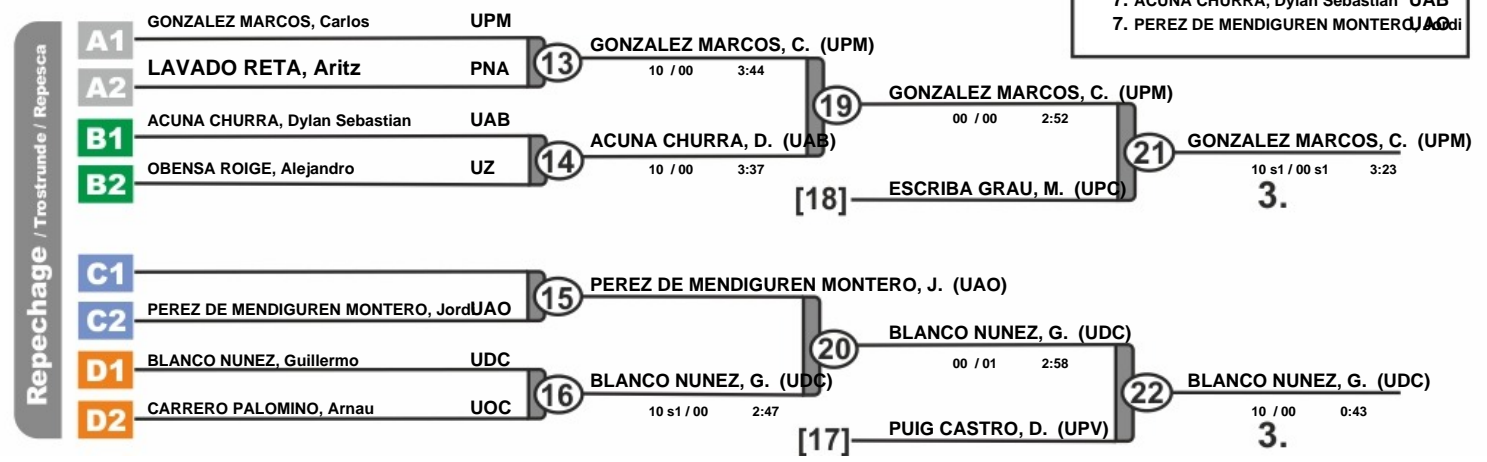 7. ACUNA CHURRA, Dylan Sebastian UAB
7. PEREZ DE MENDIGUREN MONTERO, Jordi UAO
Repechage / Trostrunde / Repesca
A1 GONZALEZ MARCOS, Carlos UPM
A2 LAVADO RETA, Aritz PNA
13 GONZALEZ MARCOS, C. (UPM)
10 / 00 3:44
B1 ACUNA CHURRA, Dylan Sebastian UAB
B2 OBENSA ROIGE, Alejandro UZ
14 ACUNA CHURRA, D. (UAB)
10 / 00 3:37
19 GONZALEZ MARCOS, C. (UPM)
00 / 00 2:52
[18] ESCRIBA GRAU, M. (UPC)
21 GONZALEZ MARCOS, C. (UPM)
10 s1 / 00 s1 3:23
3.
C1
C2 PEREZ DE MENDIGUREN MONTERO, Jord UAO
15 PEREZ DE MENDIGUREN MONTERO, J. (UAO)
D1 BLANCO NUNEZ, Guillermo UDC
D2 CARRERO PALOMINO, Arnau UOC
16 BLANCO NUNEZ, G. (UDC)
10 s1 / 00 2:47
20 BLANCO NUNEZ, G. (UDC)
00 / 01 2:58
[17] PUIG CASTRO, D. (UPV)
22 BLANCO NUNEZ, G. (UDC)
10 / 00 0:43
3.